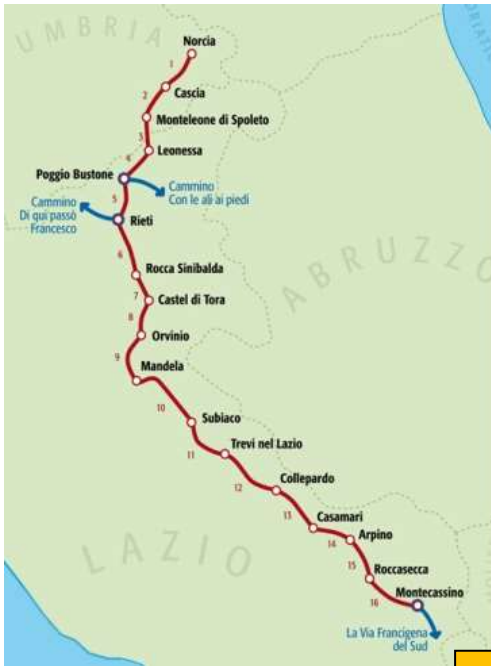 UMBRIA
Norcia
1
Cascia
2
Monteleone di Spoleto
3
Leonessa
4
Poggio Bustone
Cammino
Con le ali ai piedi
Cammino
Di qui passò
Francesco
5
Rieti
ABRUZZO
6
Rocca Sinibalda
7
Castel di Tora
8
Orvinio
9
Mandela
10
Subiaco
11
Trevi nel Lazio
12
Collepardo
13
Casamari
14
Arpino
LAZIO
15
Roccasecca
16
Montecassino
La Via Francigena
del Sud